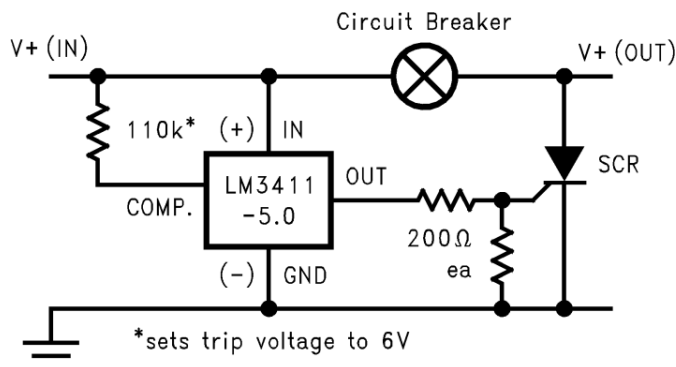 Circuit Breaker
V+ (IN)
V+ (OUT)
110k*
(+) IN
LM3411
-5.0
OUT
SCR
COMP.
200Ω
ea
(-) GND
*sets trip voltage to 6V